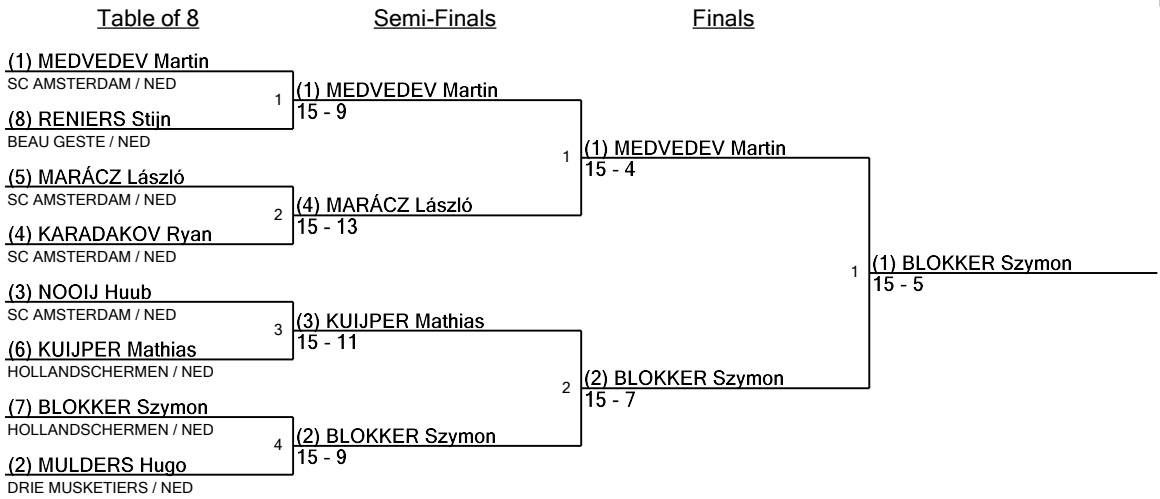 Table of 8
Semi-Finals
Finals
(1) MEDVEDEV Martin
SC AMSTERDAM / NED
1
(8) RENIERS Stijn
BEAU GESTE / NED
(5) MARÁCZ László
SC AMSTERDAM / NED
2
(4) KARADAKOV Ryan
SC AMSTERDAM / NED
(3) NOOIJ Huub
SC AMSTERDAM / NED
3
(6) KUIJPER Mathias
HOLLANDSCHERMEN / NED
(7) BLOKKER Szymon
HOLLANDSCHERMEN / NED
4
(2) MULDERS Hugo
DRIE MUSKETIERS / NED
(1) MEDVEDEV Martin
15 - 9
1
(4) MARÁCZ László
15 - 13
(3) KUIJPER Mathias
15 - 11
2
(2) BLOKKER Szymon
15 - 9
(1) MEDVEDEV Martin
15 - 4
1
(2) BLOKKER Szymon
15 - 7
(1) BLOKKER Szymon
15 - 5